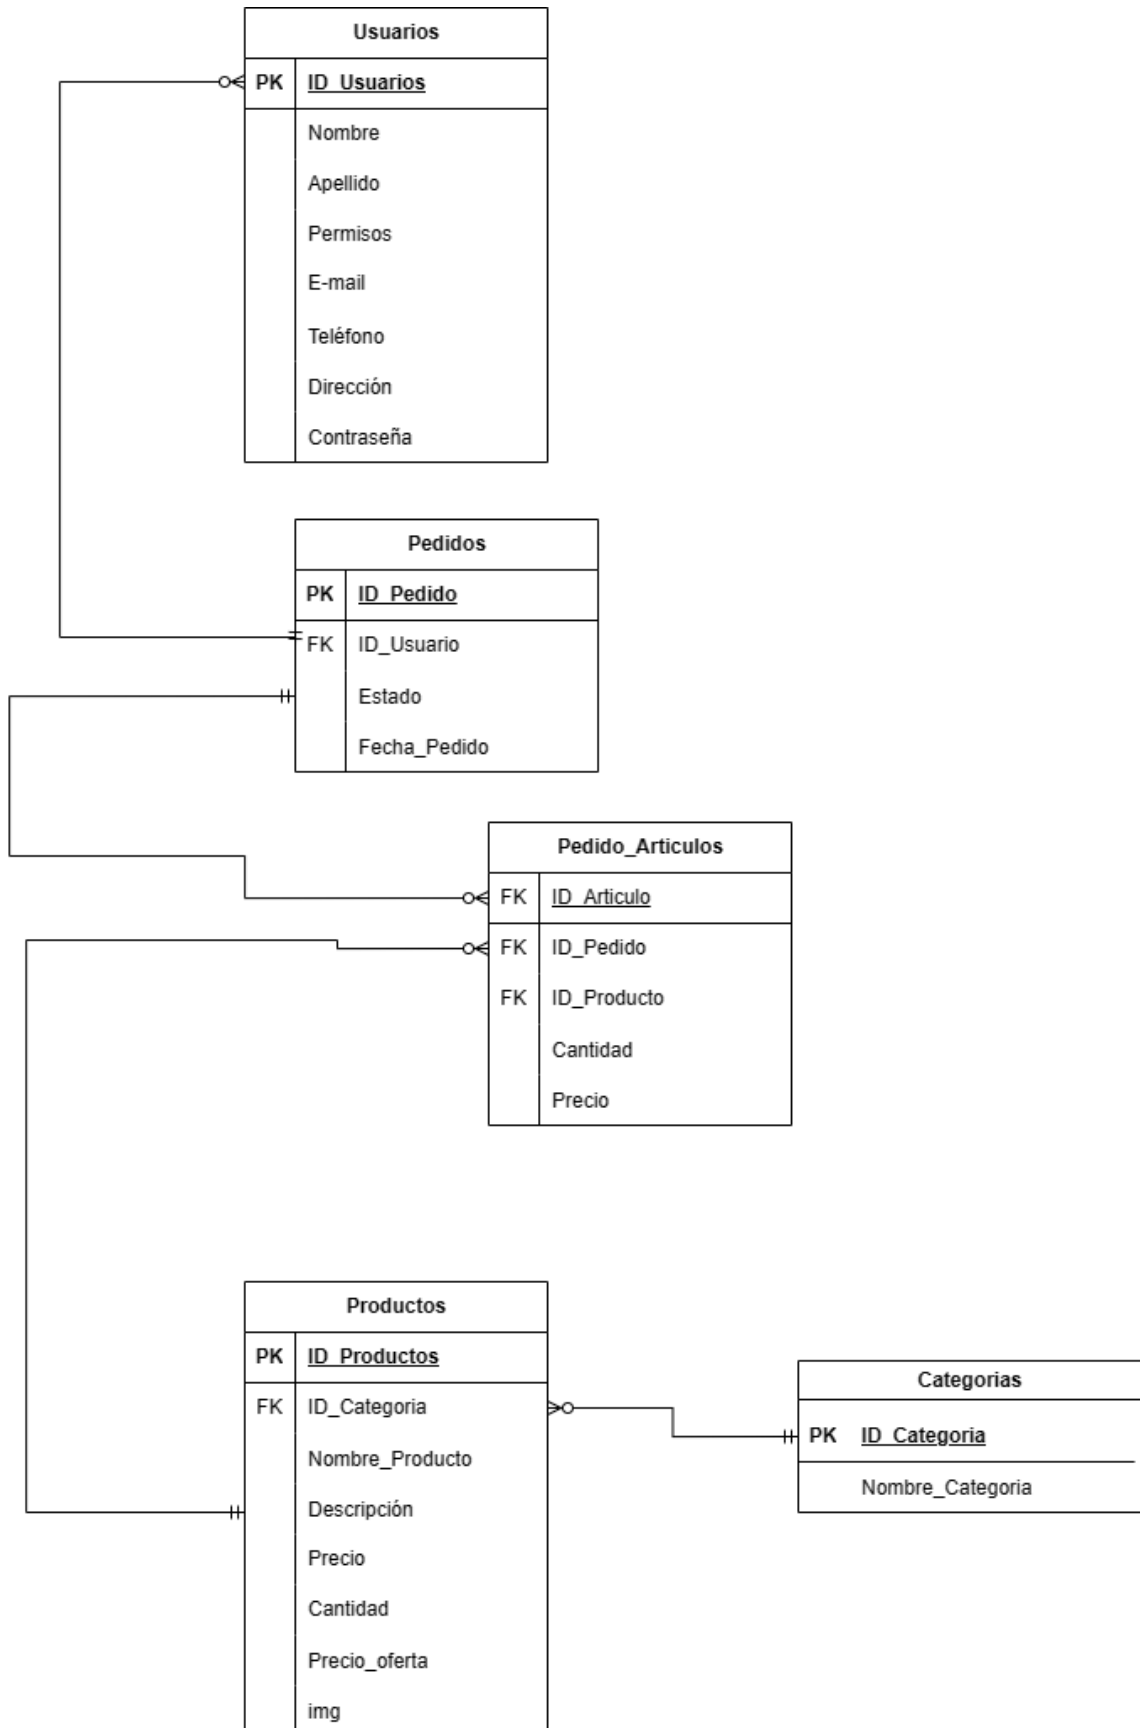 Usuarios
PK ID_Usuarios
Nombre
Apellido
Permisos
E-mail
Teléfono
Dirección
Contraseña
Pedidos
PK ID_Pedido
FK ID_Usuario
Estado
Fecha_Pedido
Pedido_Articulos
FK ID_Articulo
FK ID_Pedido
FK ID_Producto
Cantidad
Precio
Productos
PK ID_Productos
FK ID_Categoria
Nombre_Producto
Descripción
Precio
Cantidad
Precio_oferta
img
Categorias
PK ID_Categoria
Nombre_Categoria